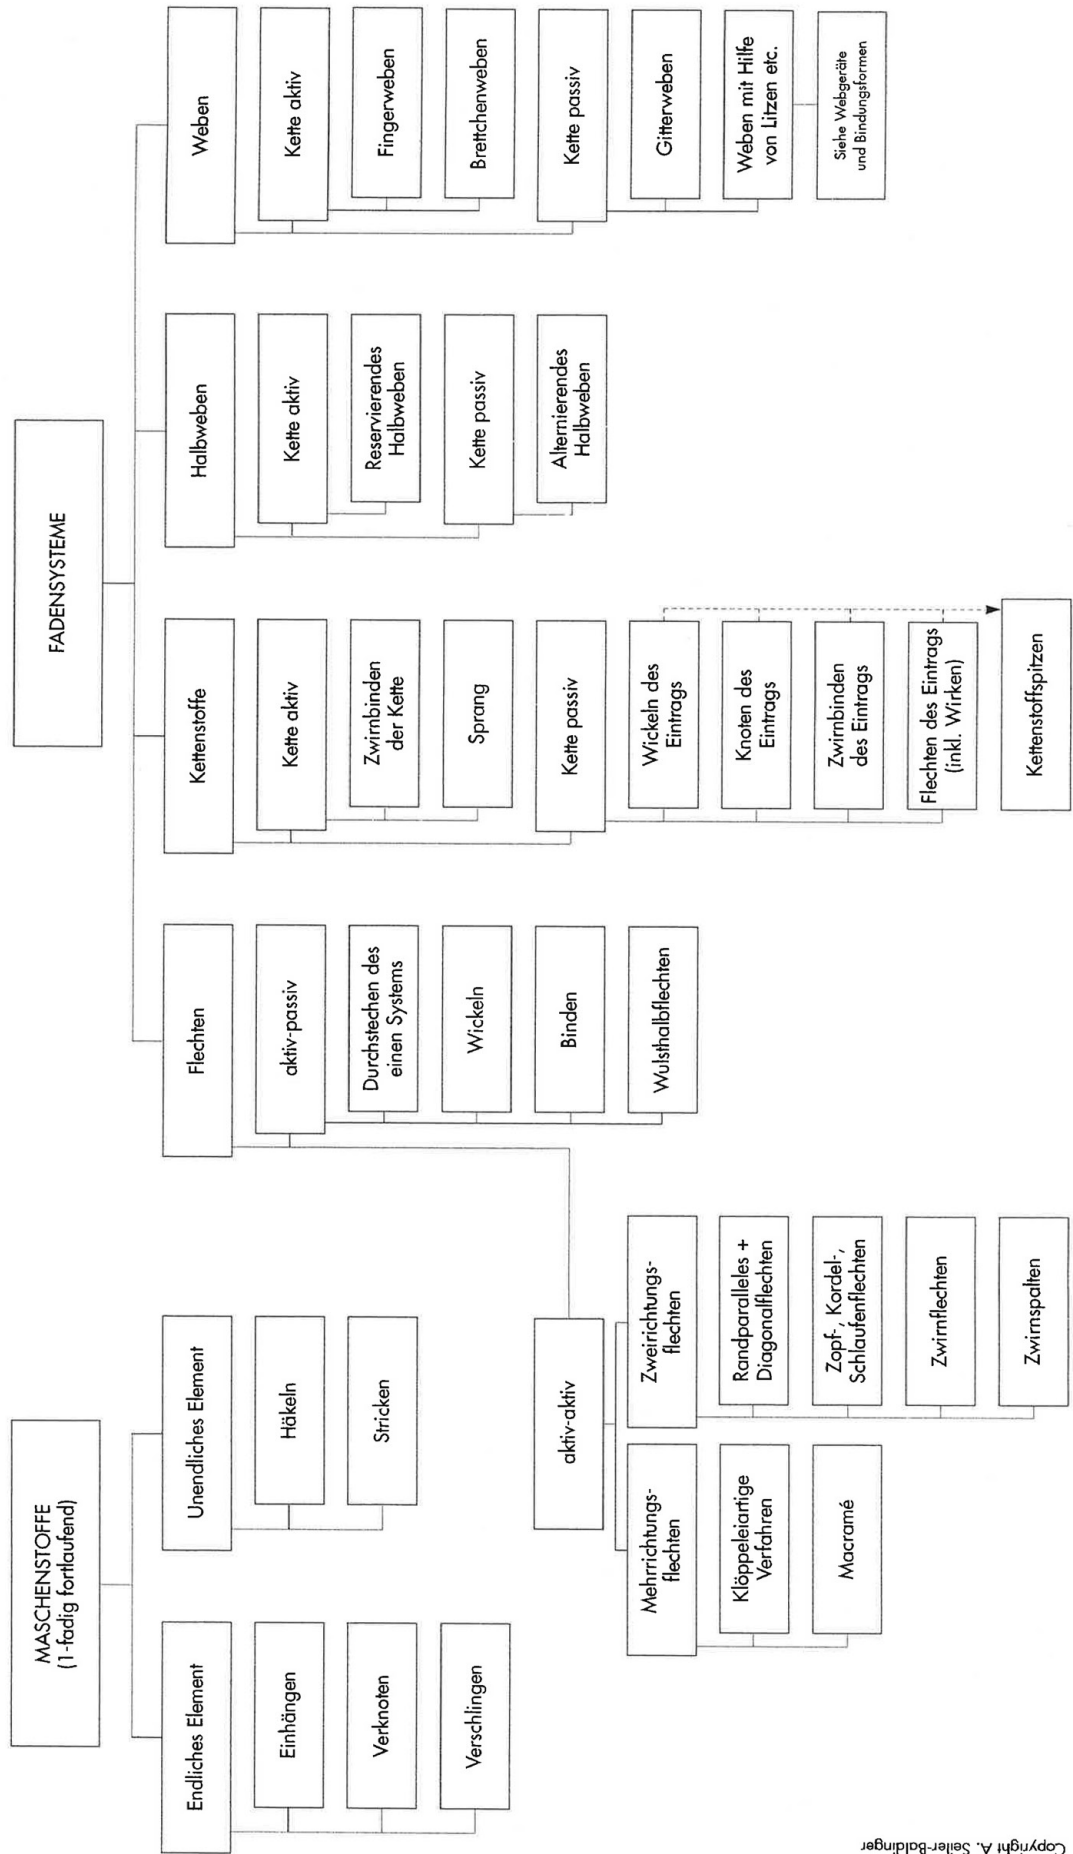 MASCHENSTOFFE
(1-fadig fortlaufend)
Endliches Element
Einhängen
Verknoten
Verschlingen
Unendliches Element
Häkeln
Stricken
FADENSYSTEME
Flechten
aktiv-passiv
Durchstechen des
einen Systems
Wickeln
Binden
Wulsthalbflechten
aktiv-aktiv
Mehrrichtungs-
flechten
Klöppeleiartige
Verfahren
Macramé
Zweirichtungs-
flechten
Randparalleles +
Diagonalflechten
Zopf-, Kordel-,
Schlaufenflechten
Zwirnflechten
Zwirnspalten
Kettenstoffe
Kette aktiv
Zwirnbinden
der Kette
Sprang
Kette passiv
Wickeln des
Eintrags
Knoten des
Eintrags
Zwirnbinden
des Eintrags
Flechten des Eintrags
(inkl. Wirken)
Kettenstoffspitzen
Halbweben
Kette aktiv
Reservierendes
Halbweben
Kette passiv
Alternierendes
Halbweben
Weben
Kette aktiv
Fingerweben
Brettchenweben
Kette passiv
Gitterweben
Weben mit Hilfe
von Litzen etc.
Siehe Webgeräte
und Bindungsformen
Copyright A. Seiler-Baldinger